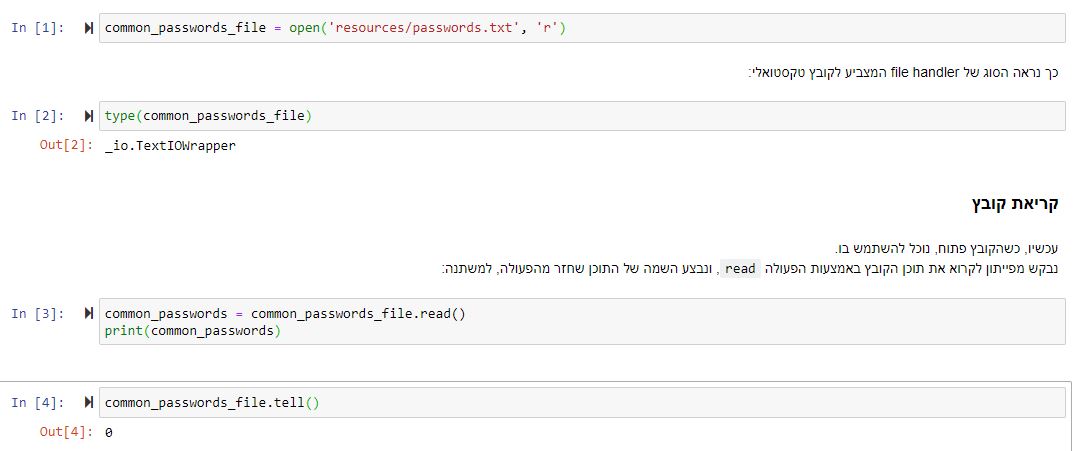 In [1]: common_passwords_file = open('resources/passwords.txt', 'r')
כך נראה הסוג של file handler המצביע לקובץ טקסטואלי:
In [2]: type(common_passwords_file)
Out[2]: _io.TextIOWrapper
קריאת קובץ
עכשיו, כשהקובץ פתוח, נוכל להשתמש בו.
נבקש מפייתון לקרוא את תוכן הקובץ באמצעות הפעולה read, ונבצע השמה של התוכן שחזר מהפעולה, למשתנה:
In [3]: common_passwords = common_passwords_file.read()
print(common_passwords)
In [4]: common_passwords_file.tell()
Out[4]: 0